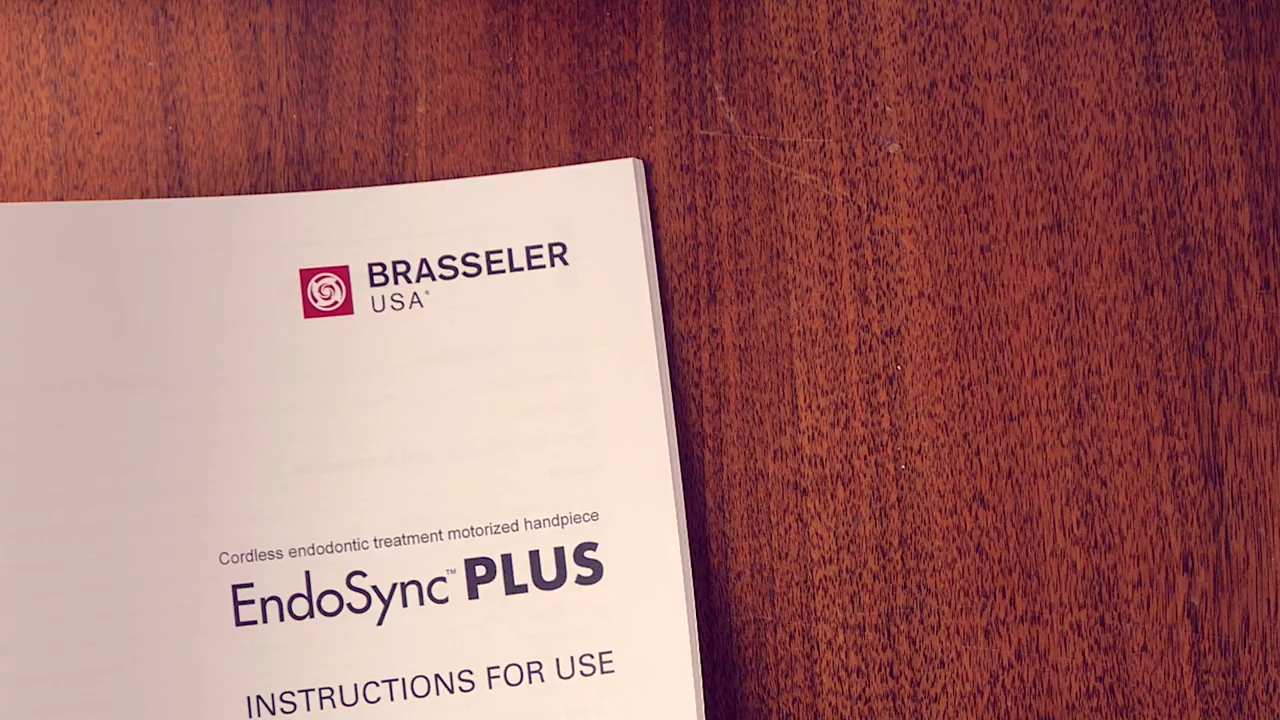 BRASSELER
USA®
Cordless endodontic treatment motorized handpiece
EndoSync™ PLUS
INSTRUCTIONS FOR USE